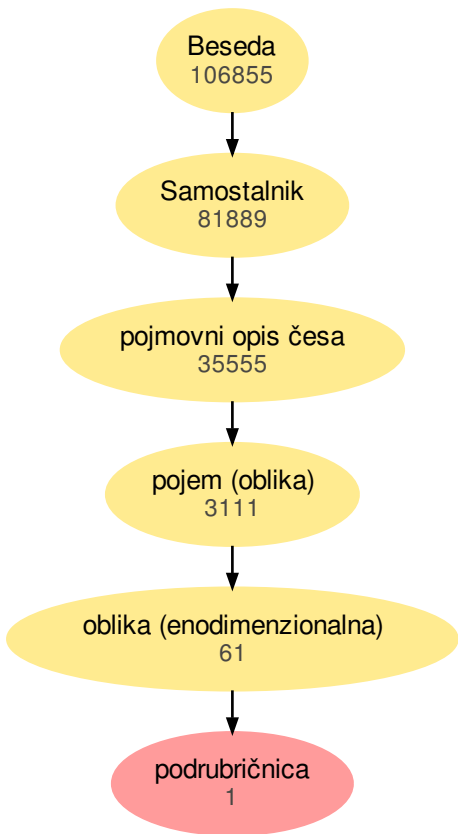 Beseda
106855
Samostalnik
81889
pojmovni opis česa
35555
pojem (oblika)
3111
oblika (enodimenzionalna)
61
podrubričnica
1